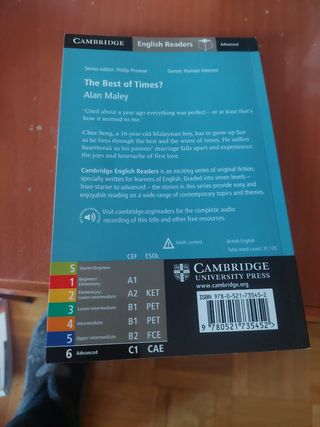 CAMBRIDGE English Readers Advanced
Series editor: Philip Prowse Genre: Human interest
The Best of Times?
Alan Maley
'Until about a year ago everything was perfect – or at least that's
how it seemed to me.'
Chee Seng, a 16-year-old Malaysian boy, has to grow up fast
as he lives through the best and the worst of times. He suffers
heartbreak as his parents' marriage falls apart and experiences
the joys and heartache of first love.
Cambridge English Readers is an exciting series of original fiction,
specially written for learners of English. Graded into seven levels –
from starter to advanced – the stories in this series provide easy and
enjoyable reading on a wide range of contemporary topics and themes.
Visit cambridge.org/readers for the complete audio
recording of this title and other free resources.
Adult content British English
Total word count: 31,120
CEF ESOL
S Starter/Beginner
1 Beginner/
Elementary A1
2 Elementary/
Lower-intermediate A2 KET
3 Lower-intermediate B1 PET
4 Intermediate B1 PET
5 Upper-intermediate B2 FCE
6 Advanced C1 CAE
CAMBRIDGE
UNIVERSITY PRESS
www.cambridge.org
ISBN: 978-0-521-73545-2
9 780521 735452